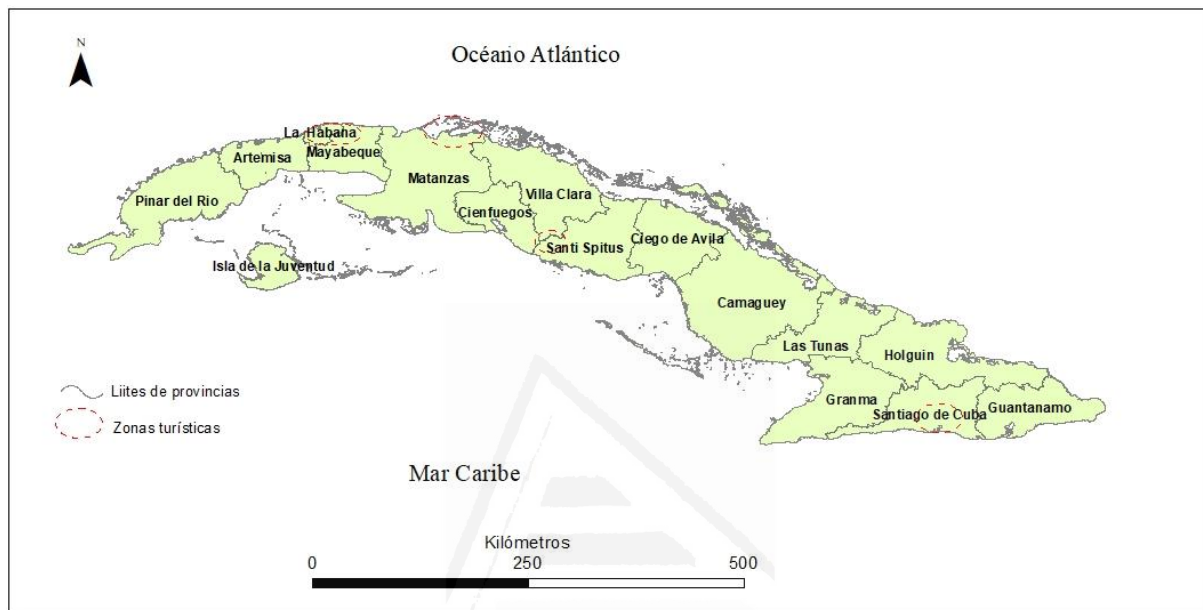 N
Océano Atlántico
La Habana
Artemisa
Mayabeque
Matanzas
Pinar del Rio
Villa Clara
Cienfuegos
Santi Spitus
Ciego de Avila
Isla de la Juventud
Camaguey
Las Tunas
Holguin
Granma
Santiago de Cuba
Guantanamo
Liites de provincias
Zonas turísticas
Mar Caribe
Kilómetros
0 250 500